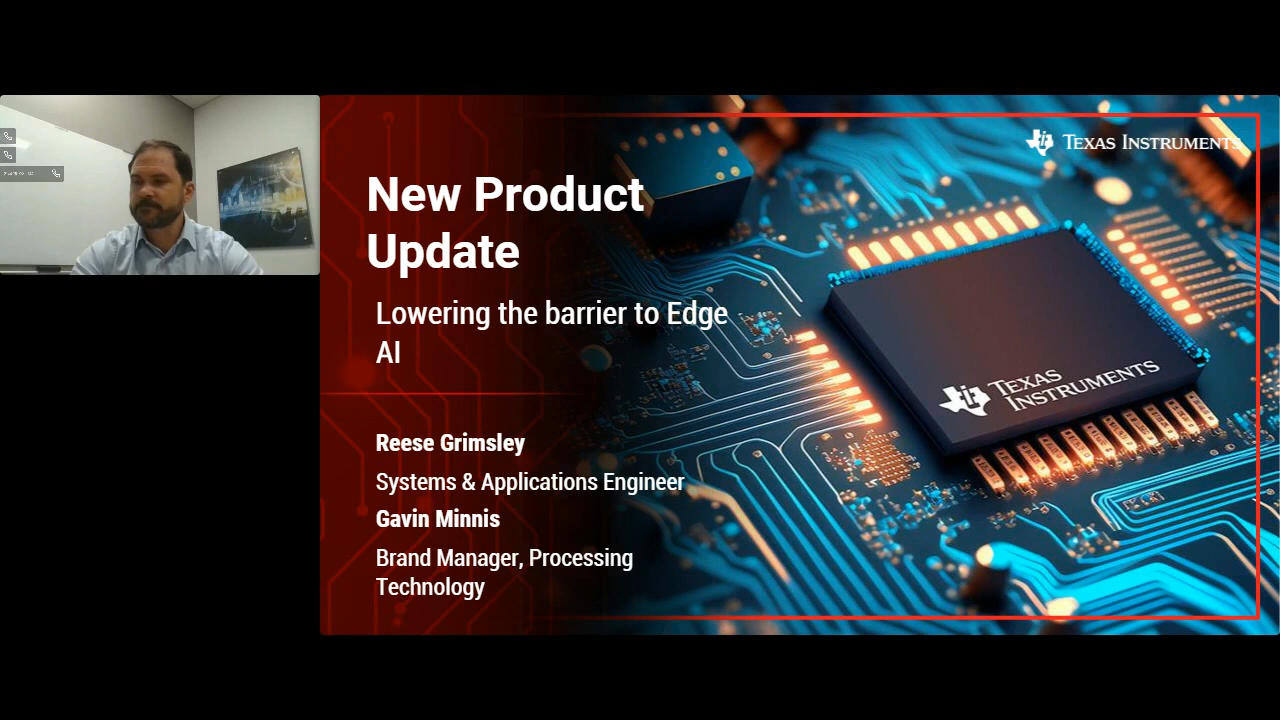 TEXAS INSTRUMENTS
New Product
Update
Lowering the barrier to Edge
AI
TEXAS
INSTRUMENTS
Reese Grimsley
Systems & Applications Engineer
Gavin Minnis
Brand Manager, Processing
Technology